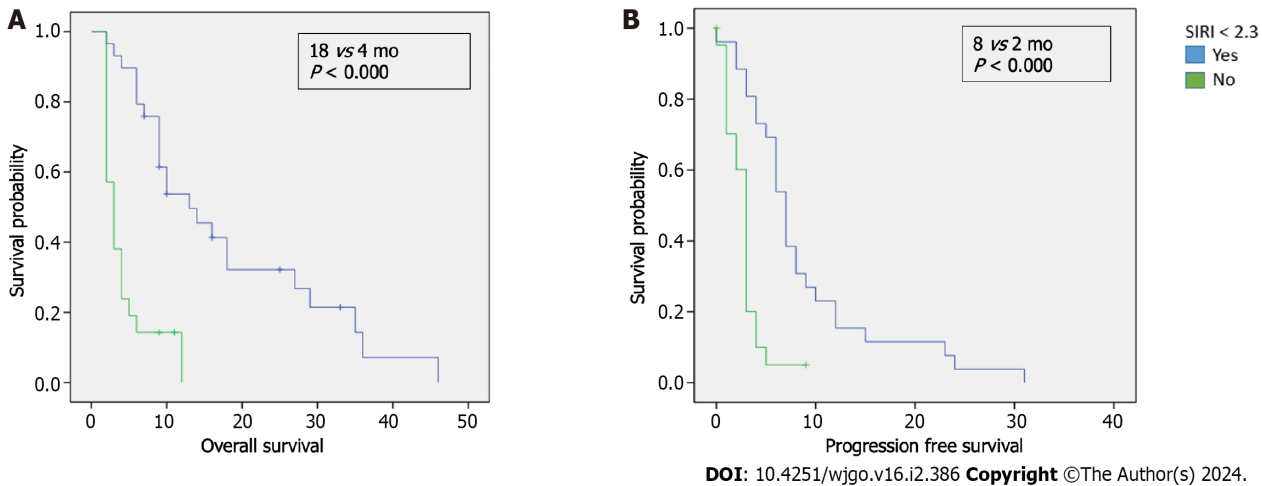 A
18 vs 4 mo
P < 0.000
Survival probability
1.0
0.8
0.6
0.4
0.2
0.0
0 10 20 30 40 50
Overall survival
B
8 vs 2 mo
P < 0.000
Survival probability
1.0
0.8
0.6
0.4
0.2
0.0
0 10 20 30 40
Progression free survival
SIRI < 2.3
Yes
No
DOI: 10.4251/wjgo.v16.i2.386 Copyright ©The Author(s) 2024.